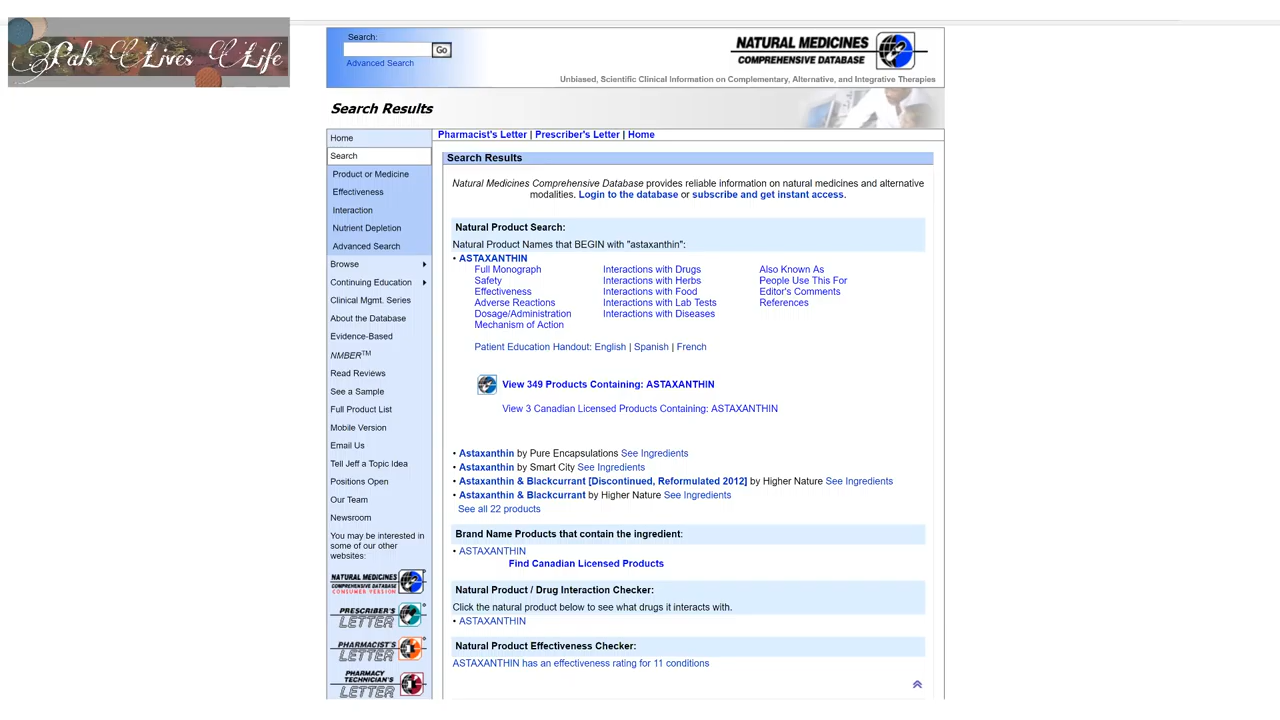 Pals Lives Life
Search:
Go
Advanced Search
NATURAL MEDICINES
COMPREHENSIVE DATABASE
Unbiased, Scientific Clinical Information on Complementary, Alternative, and Integrative Therapies
Search Results
Home
Search
Product or Medicine
Effectiveness
Interaction
Nutrient Depletion
Advanced Search
Browse
Continuing Education
Clinical Mgmt. Series
About the Database
Evidence-Based
NMBER™
Read Reviews
See a Sample
Full Product List
Mobile Version
Email Us
Tell Jeff a Topic Idea
Positions Open
Our Team
Newsroom
You may be interested in
some of our other
websites:
NATURAL MEDICINES
COMPREHENSIVE DATABASE
CONSUMER VERSION
PRESCRIBER'S
LETTER
PHARMACIST'S
LETTER
PHARMACY
TECHNICIAN'S
LETTER
Pharmacist's Letter | Prescriber's Letter | Home
Search Results
Natural Medicines Comprehensive Database provides reliable information on natural medicines and alternative
modalities. Login to the database or subscribe and get instant access.
Natural Product Search:
Natural Product Names that BEGIN with "astaxanthin":
• ASTAXANTHIN
Full Monograph Interactions with Drugs Also Known As
Safety Interactions with Herbs People Use This For
Effectiveness Interactions with Food Editor's Comments
Adverse Reactions Interactions with Lab Tests References
Dosage/Administration Interactions with Diseases
Mechanism of Action
Patient Education Handout: English | Spanish | French
View 349 Products Containing: ASTAXANTHIN
View 3 Canadian Licensed Products Containing: ASTAXANTHIN
• Astaxanthin by Pure Encapsulations See Ingredients
• Astaxanthin by Smart City See Ingredients
• Astaxanthin & Blackcurrant [Discontinued, Reformulated 2012] by Higher Nature See Ingredients
• Astaxanthin & Blackcurrant by Higher Nature See Ingredients
See all 22 products
Brand Name Products that contain the ingredient:
• ASTAXANTHIN
Find Canadian Licensed Products
Natural Product / Drug Interaction Checker:
Click the natural product below to see what drugs it interacts with.
• ASTAXANTHIN
Natural Product Effectiveness Checker:
ASTAXANTHIN has an effectiveness rating for 11 conditions